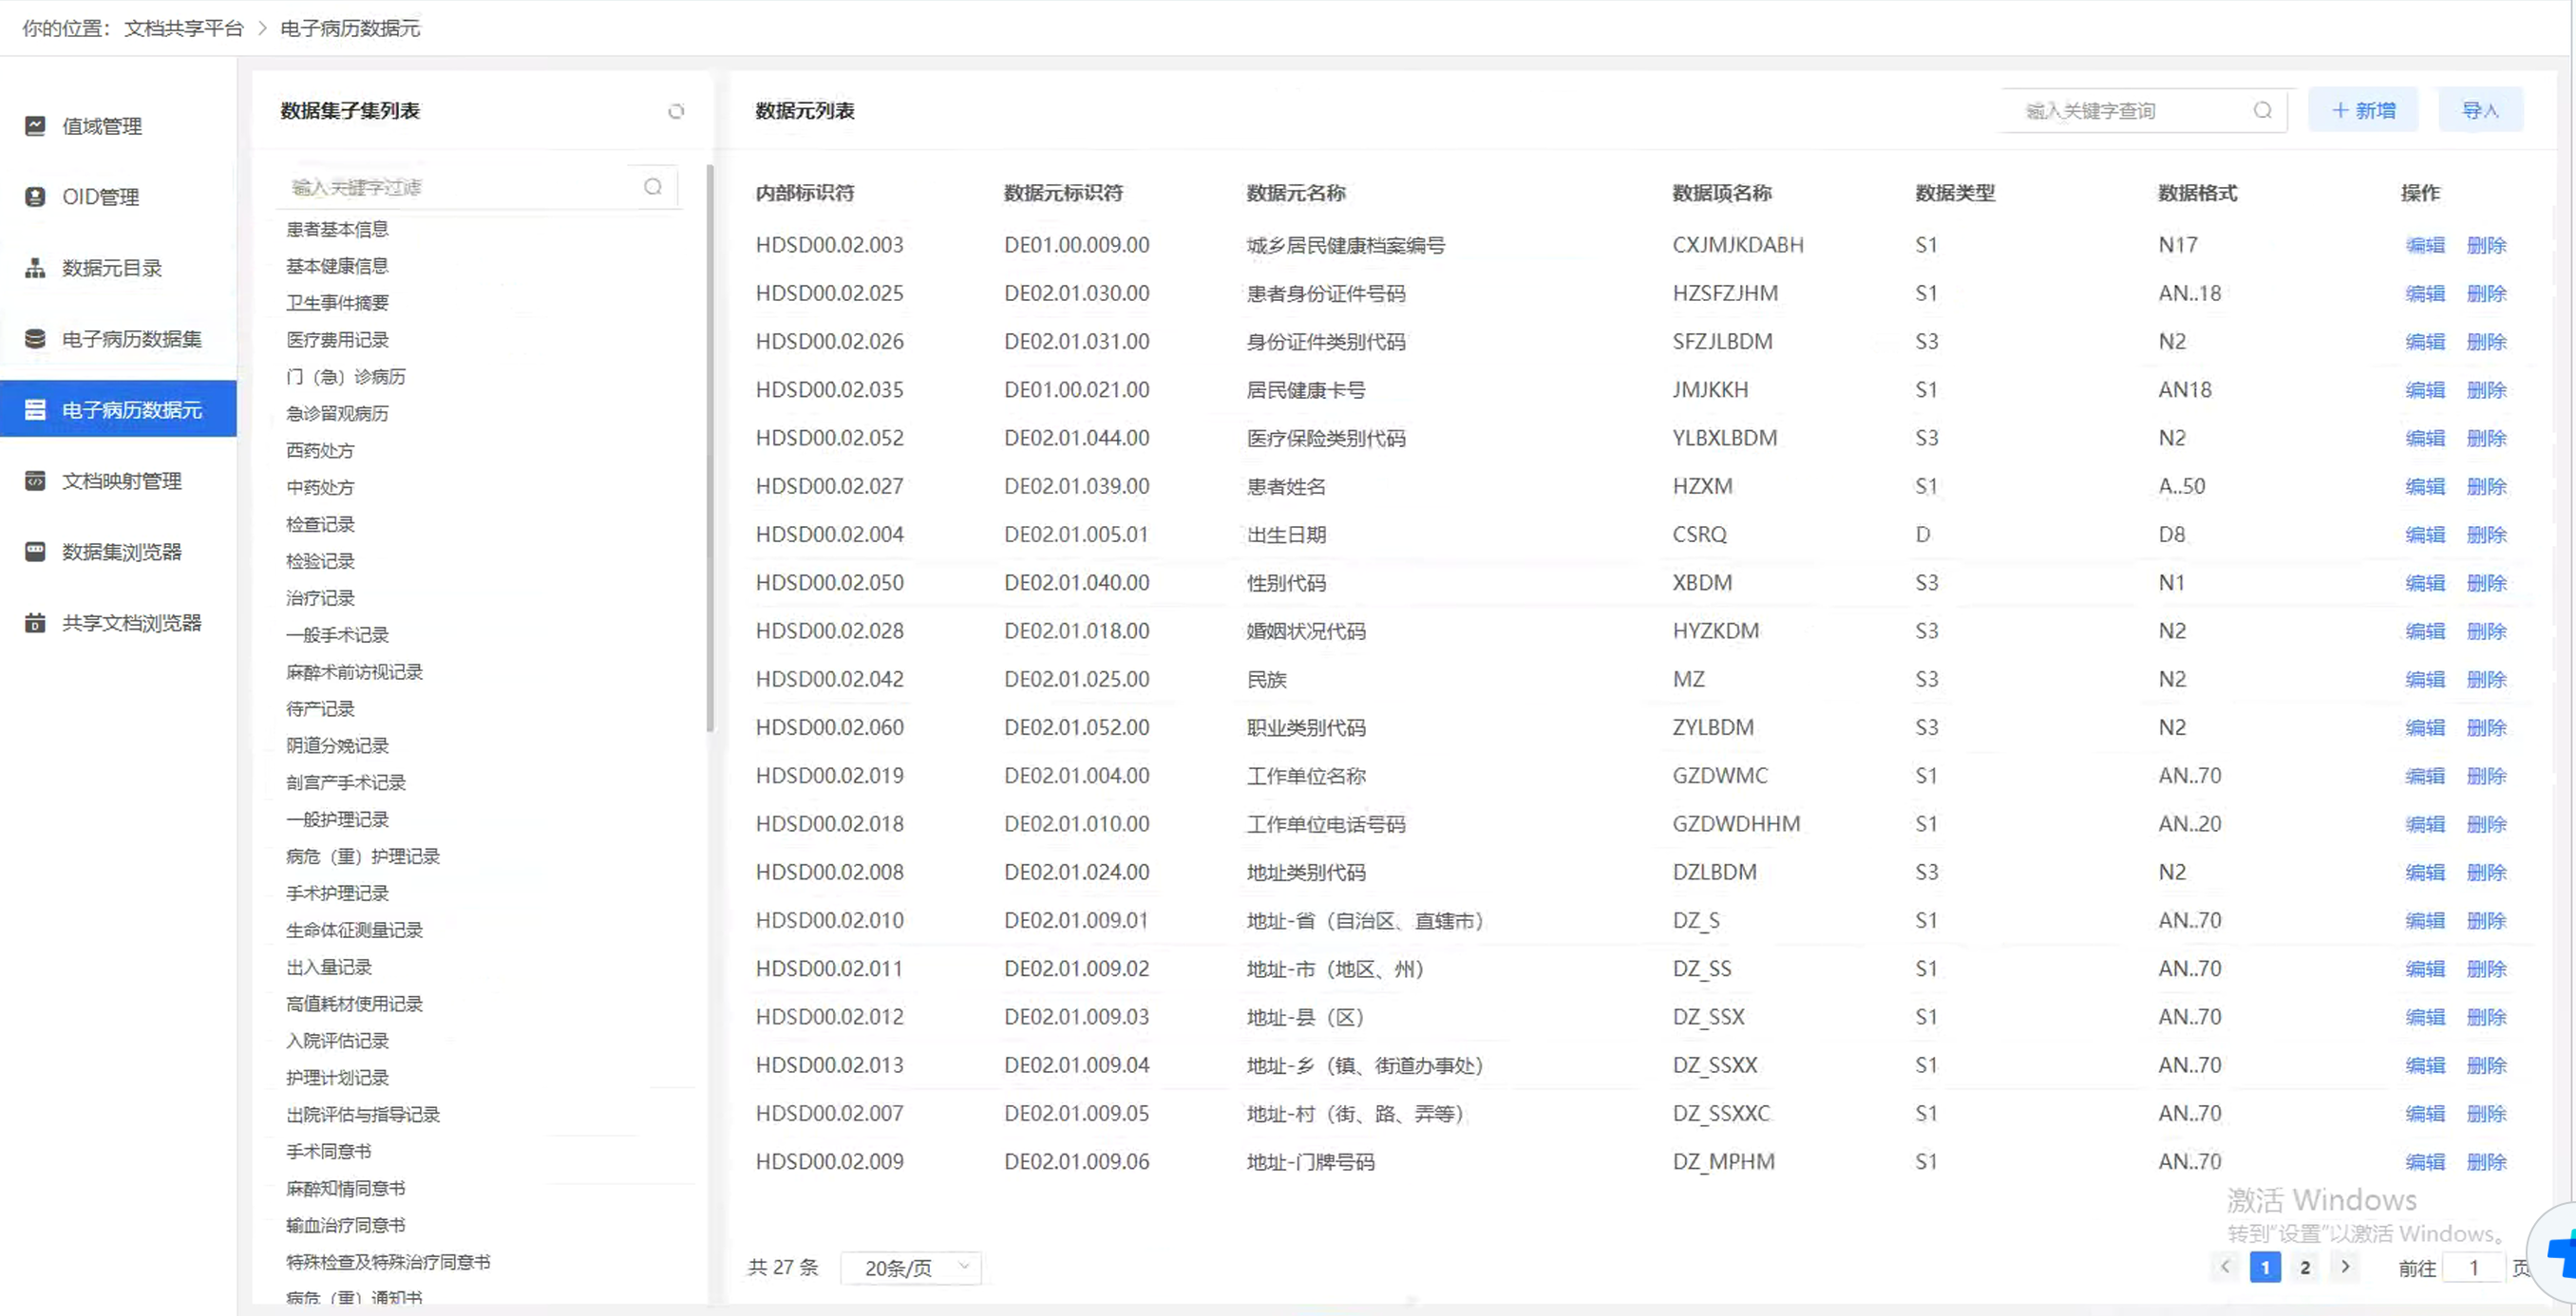 你的位置： 文档共享平台 > 电子病历数据元
值域管理
OID管理
数据元目录
电子病历数据集
电子病历数据元
文档映射管理
数据集浏览器
共享文档浏览器
数据集子集列表
输入关键字过滤
患者基本信息
基本健康信息
卫生事件摘要
医疗费用记录
门（急）诊病历
急诊留观病历
西药处方
中药处方
检查记录
检验记录
治疗记录
一般手术记录
麻醉术前访视记录
待产记录
阴道分娩记录
剖宫产手术记录
一般护理记录
病危（重）护理记录
手术护理记录
生命体征测量记录
出入量记录
高值耗材使用记录
入院评估记录
护理计划记录
出院评估与指导记录
手术同意书
麻醉知情同意书
输血治疗同意书
特殊检查及特殊治疗同意书
病危（重）通知书
数据元列表 输入关键字查询 + 新增 导入
内部标识符 数据元标识符 数据元名称 数据项名称 数据类型 数据格式 操作
HDSD00.02.003 DE01.00.009.00 城乡居民健康档案编号 CXJMJKDABH S1 N17 编辑 删除
HDSD00.02.025 DE02.01.030.00 患者身份证件号码 HZSFZJHM S1 AN..18 编辑 删除
HDSD00.02.026 DE02.01.031.00 身份证件类别代码 SFZJLBDM S3 N2 编辑 删除
HDSD00.02.035 DE01.00.021.00 居民健康卡号 JMJKKH S1 AN18 编辑 删除
HDSD00.02.052 DE02.01.044.00 医疗保险类别代码 YLBXLBDM S3 N2 编辑 删除
HDSD00.02.027 DE02.01.039.00 患者姓名 HZXM S1 A..50 编辑 删除
HDSD00.02.004 DE02.01.005.01 出生日期 CSRQ D D8 编辑 删除
HDSD00.02.050 DE02.01.040.00 性别代码 XBDM S3 N1 编辑 删除
HDSD00.02.028 DE02.01.018.00 婚姻状况代码 HYZKDM S3 N2 编辑 删除
HDSD00.02.042 DE02.01.025.00 民族 MZ S3 N2 编辑 删除
HDSD00.02.060 DE02.01.052.00 职业类别代码 ZYLBDM S3 N2 编辑 删除
HDSD00.02.019 DE02.01.004.00 工作单位名称 GZDWMC S1 AN..70 编辑 删除
HDSD00.02.018 DE02.01.010.00 工作单位电话号码 GZDWDHHM S1 AN..20 编辑 删除
HDSD00.02.008 DE02.01.024.00 地址类别代码 DZLBDM S3 N2 编辑 删除
HDSD00.02.010 DE02.01.009.01 地址-省（自治区、直辖市） DZ_S S1 AN..70 编辑 删除
HDSD00.02.011 DE02.01.009.02 地址-市（地区、州） DZ_SS S1 AN..70 编辑 删除
HDSD00.02.012 DE02.01.009.03 地址-县（区） DZ_SSX S1 AN..70 编辑 删除
HDSD00.02.013 DE02.01.009.04 地址-乡（镇、街道办事处） DZ_SSXX S1 AN..70 编辑 删除
HDSD00.02.007 DE02.01.009.05 地址-村（街、路、弄等） DZ_SSXXC S1 AN..70 编辑 删除
HDSD00.02.009 DE02.01.009.06 地址-门牌号码 DZ_MPHM S1 AN..70 编辑 删除
激活 Windows
转到"设置"以激活 Windows。
共 27 条 20条/页 < 1 2 > 前往 1 页